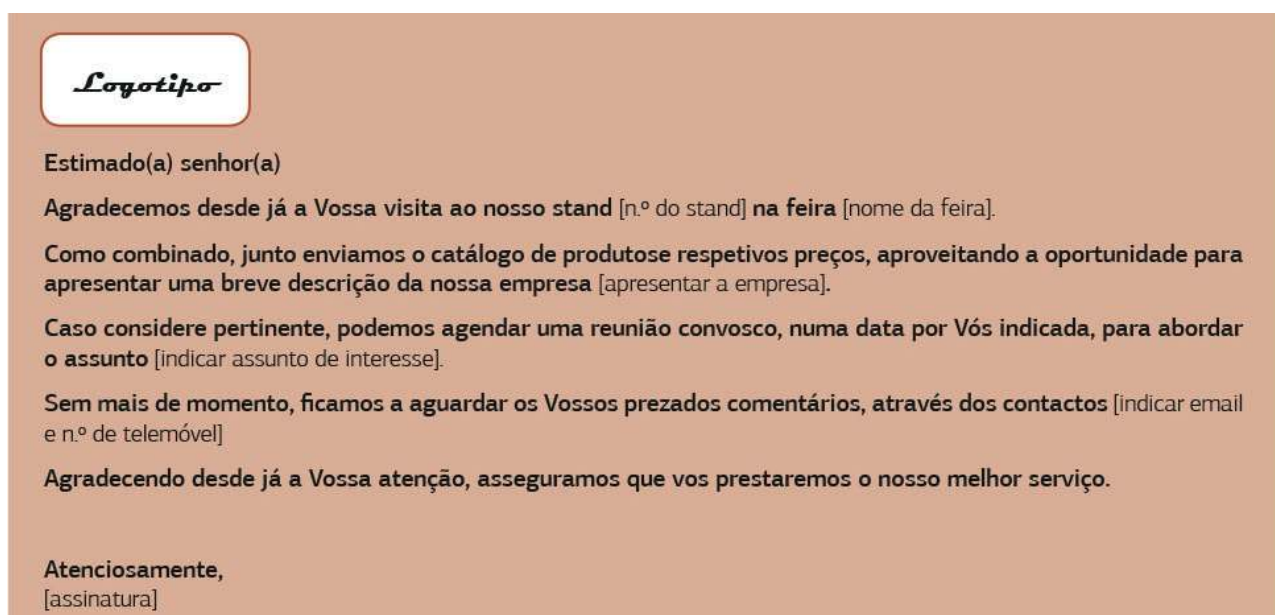 Logotipo
Estimado(a) senhor(a)
Agradecemos desde já a Vossa visita ao nosso stand [n.º do stand] na feira [nome da feira].
Como combinado, junto enviamos o catálogo de produtose respetivos preços, aproveitando a oportunidade para
apresentar uma breve descrição da nossa empresa [apresentar a empresa].
Caso considere pertinente, podemos agendar uma reunião convosco, numa data por Vós indicada, para abordar
o assunto [indicar assunto de interesse].
Sem mais de momento, ficamos a aguardar os Vossos prezados comentários, através dos contactos [indicar email
e n.º de telemóvel]
Agradecendo desde já a Vossa atenção, asseguramos que vos prestaremos o nosso melhor serviço.
Atenciosamente,
[assinatura]